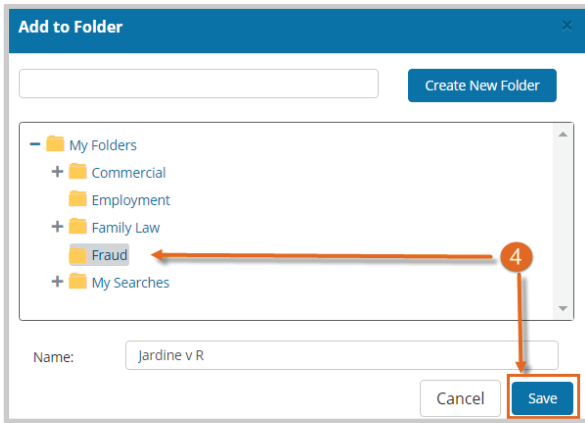 Add to Folder ×
Create New Folder
My Folders
Commercial
Employment
Family Law
Fraud
4
My Searches
Name: Jardine v R
Cancel Save